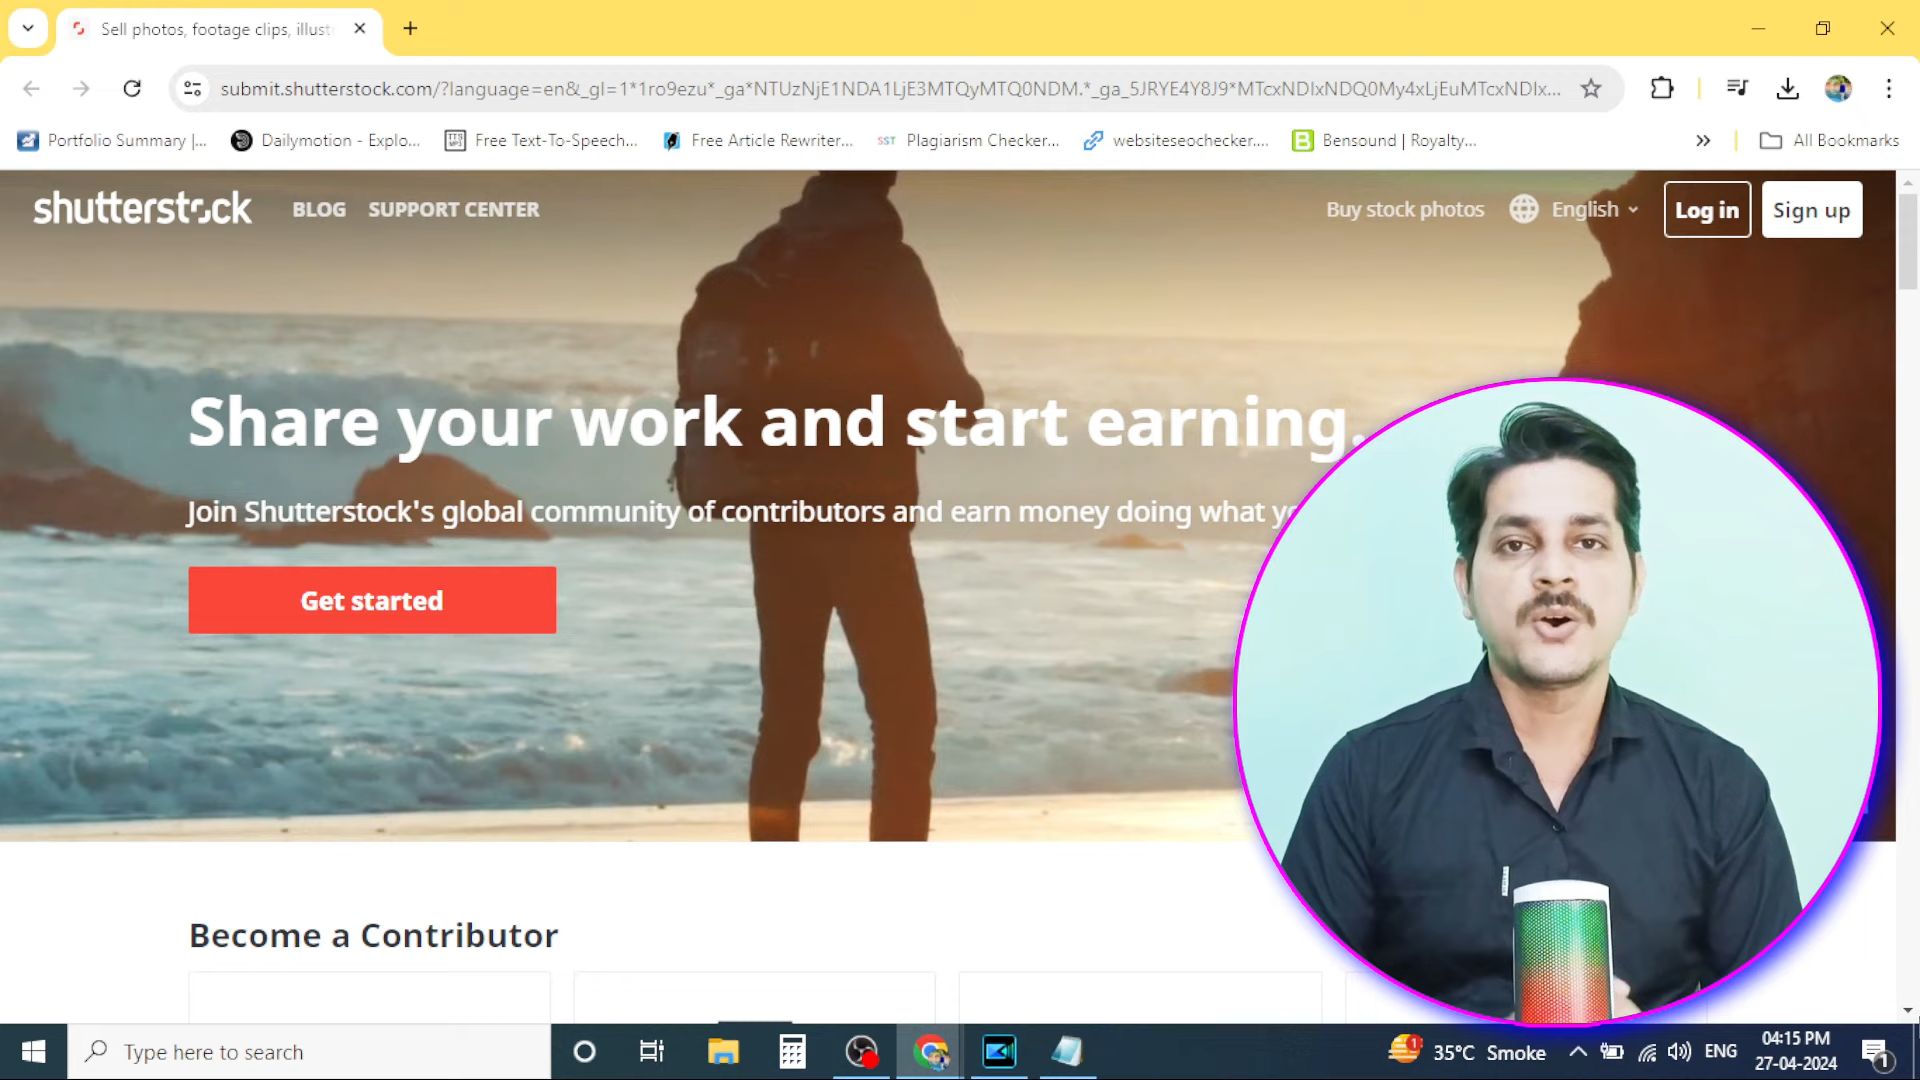 Sell photos, footage clips, illust
submit.shutterstock.com/?language=en&_gl=1*1ro9ezu*_ga*NTUzNjE1NDA1LjE3MTQyMTQ0NDM.*_ga_5JRYE4Y8J9*MTcxNDIxNDQ0My4xLjEuMTcxNDIx...
Portfolio Summary |... Dailymotion - Explo... Free Text-To-Speech... Free Article Rewriter... SST Plagiarism Checker... websiteseochecker.... Bensound | Royalty... All Bookmarks
shutterstock BLOG SUPPORT CENTER Buy stock photos English Log in Sign up
Share your work and start earning.
Join Shutterstock's global community of contributors and earn money doing what yo
Get started
Become a Contributor
Type here to search 1 35°C Smoke ENG 04:15 PM 1
27-04-2024